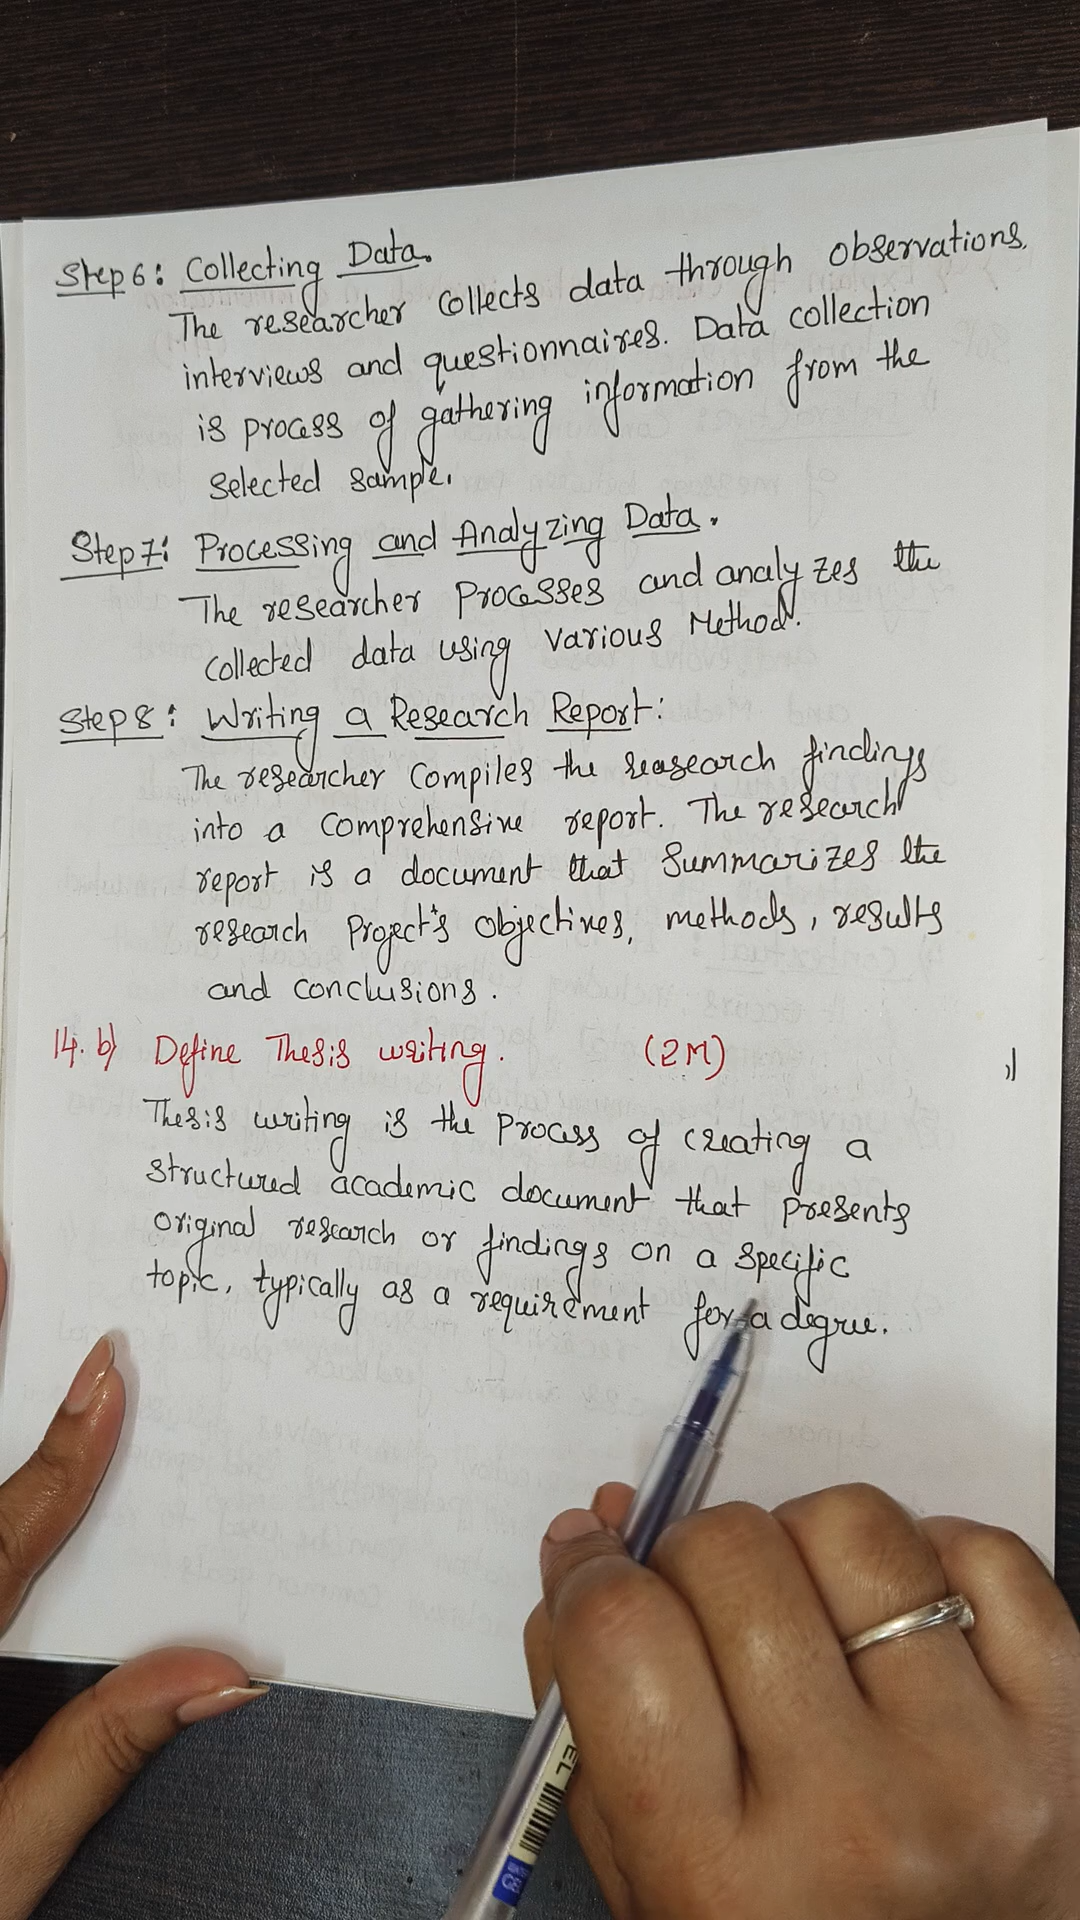 Step 6: Collecting Data.
The researcher collects data through observations,
interviews and questionnaires. Data collection
is process of gathering information from the
selected sample.
Step 7: Processing and Analyzing Data.
The researcher Processes and analyzes the
collected data using various Method.
Step 8: Writing a Research Report:
The researcher compiles the reasearch findings
into a comprehensive report. The research
report is a document that summarizes the
research project's objectives, methods, results
and conclusions.
14. b) Define Thesis writing. (2M)
Thesis writing is the process of creating a
structured academic document that presents
original research or findings on a specific
topic, typically as a requirement for a degree.